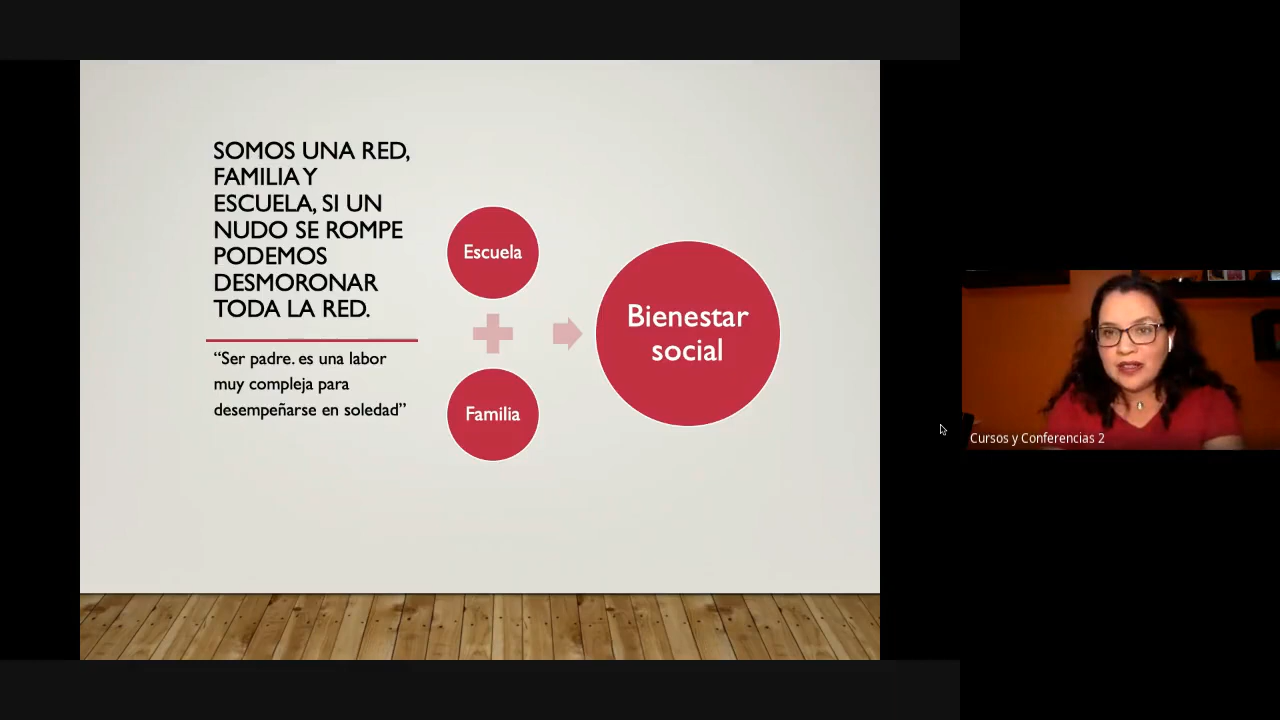 SOMOS UNA RED,
FAMILIA Y
ESCUELA, SI UN
NUDO SE ROMPE
PODEMOS
DESMORONAR
TODA LA RED.
“Ser padre. es una labor
muy compleja para
desempeñarse en soledad”
Escuela
Familia
Bienestar
social
Cursos y Conferencias 2